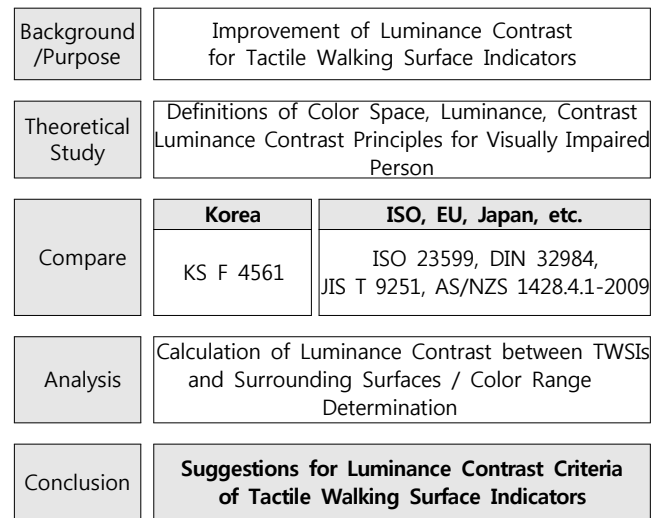 Background
/Purpose
Improvement of Luminance Contrast
for Tactile Walking Surface Indicators
Theoretical
Study
Definitions of Color Space, Luminance, Contrast
Luminance Contrast Principles for Visually Impaired
Person
Compare
Korea
KS F 4561
ISO, EU, Japan, etc.
ISO 23599, DIN 32984,
JIS T 9251, AS/NZS 1428.4.1-2009
Analysis
Calculation of Luminance Contrast between TWSIs
and Surrounding Surfaces / Color Range
Determination
Conclusion
Suggestions for Luminance Contrast Criteria
of Tactile Walking Surface Indicators